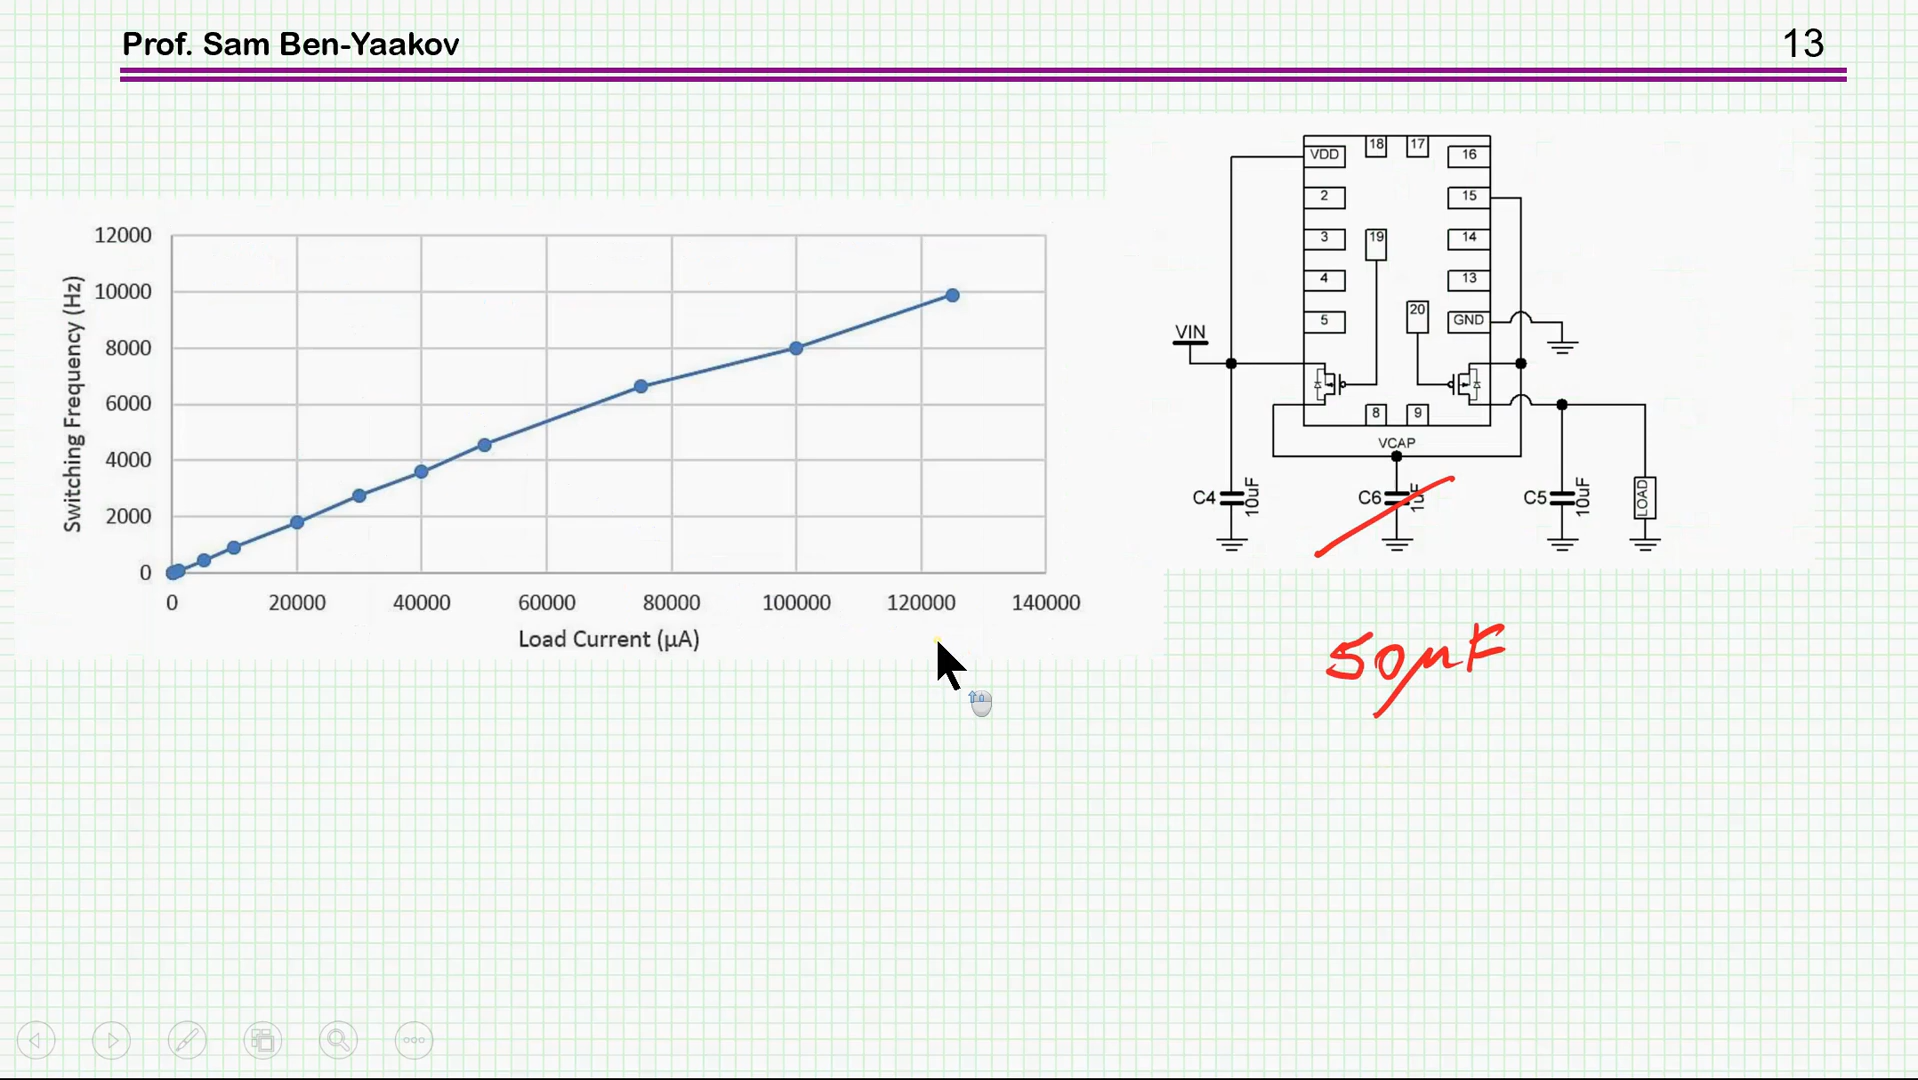 Prof. Sam Ben-Yaakov
13
Switching Frequency (Hz)
12000
10000
8000
6000
4000
2000
0
0 20000 40000 60000 80000 100000 120000 140000
Load Current (µA)
18 17
VDD 16
2 15
3 19 14
4 13
5 20 GND
VIN
8 9
VCAP
C4 10uF
C6 1uF
C5 10uF
LOAD
50µF